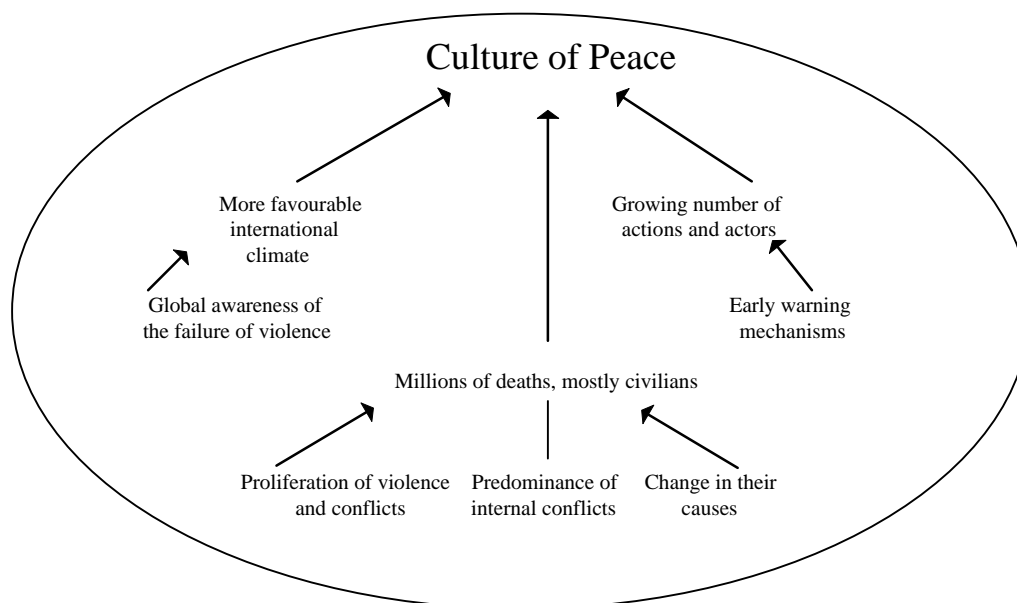 Culture of Peace
More favourable
international
climate
Growing number of
actions and actors
Global awareness of
the failure of violence
Early warning
mechanisms
Millions of deaths, mostly civilians
Proliferation of violence
and conflicts
Predominance of
internal conflicts
Change in their
causes